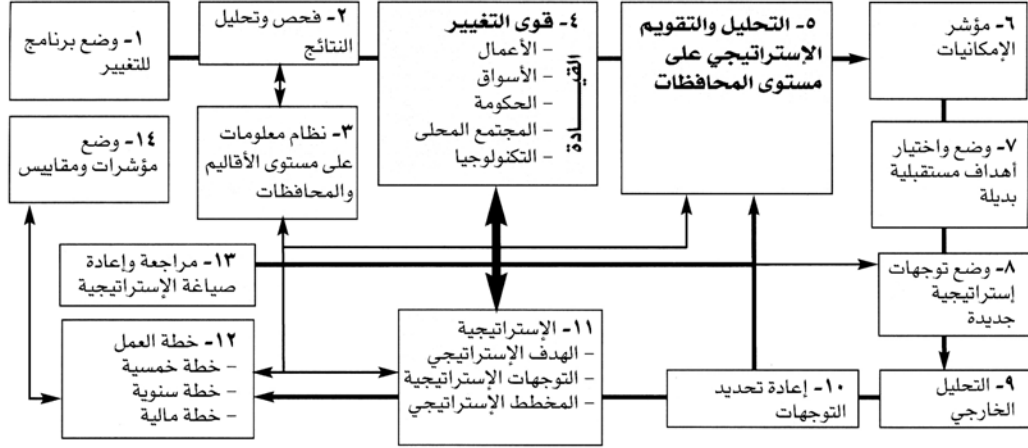 ١- وضع برنامج
للتغيير
٢- فحص وتحليل
النتائج
٣- نظام معلومات
على مستوى الأقاليم
والمحافظات
٤- قوى التغيير
– الأعمال
– الأسواق
– الحكومة
– المجتمع المحلى
– التكنولوجيا
القيـــادة
٥- التحليل والتقويم
الإستراتيجي على
مستوى المحافظات
٦- مؤشر
الإمكانيات
٧- وضع واختيار
أهداف مستقبلية
بديلة
٨- وضع توجهات
إستراتيجية
جديدة
٩- التحليل
الخارجي
١٠- إعادة تحديد
التوجهات
١١- الإستراتيجية
– الهدف الإستراتيجي
– التوجهات الإستراتيجية
– المخطط الإستراتيجي
١٢- خطة العمل
– خطة خمسية
– خطة سنوية
– خطة مالية
١٣- مراجعة وإعادة
صياغة الإستراتيجية
١٤- وضع
مؤشرات ومقاييس